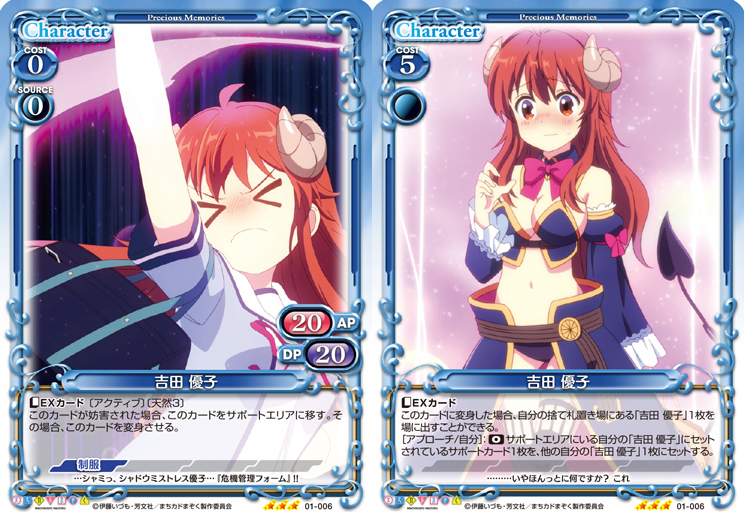 Precious Memories
Character
COST
0
SOURCE
0
20 AP
DP 20
吉田 優子
EXカード 〔アクティブ〕〔天然3〕
このカードが妨害された場合、このカードをサポートエリアに移す。そ
の場合、このカードを変身させる。
制服
…シャミっ、シャドウミストレス優子…『危機管理フォーム』!!
©伊藤いづも・芳文社/まちカドまぞく製作委員会
01-006
Precious Memories
Character
COST
5
吉田 優子
EXカード
このカードに変身した場合、自分の捨て札置き場にある「吉田 優子」1枚を
場に出すことができる。
[アプローチ/自分]:サポートエリアにいる自分の「吉田 優子」にセット
されているサポートカード1枚を、他の自分の「吉田 優子」1枚にセットする。
………いやほんっとに何ですか? これ
©伊藤いづも・芳文社/まちカドまぞく製作委員会
01-006